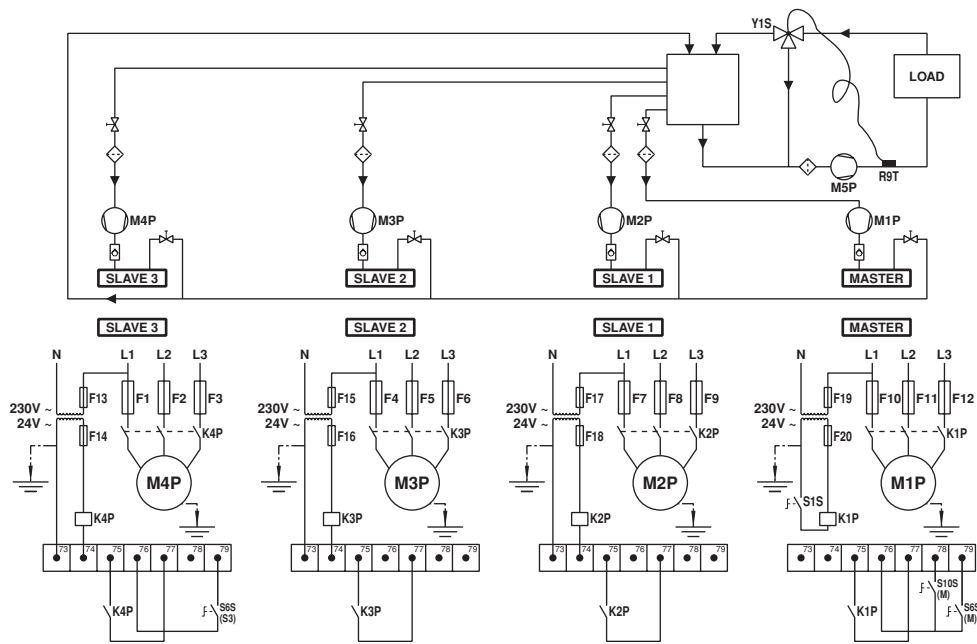 Y1S
LOAD
M5P
R9T
M4P
M3P
M2P
M1P
SLAVE 3
SLAVE 2
SLAVE 1
MASTER
SLAVE 3
SLAVE 2
SLAVE 1
MASTER
N L1 L2 L3
N L1 L2 L3
N L1 L2 L3
N L1 L2 L3
F13 F1 F2 F3
230V ~
24V ~
F14
K4P
M4P
K4P
73 74 75 76 77 78 79
K4P
S6S
(S3)
F15 F4 F5 F6
230V ~
24V ~
F16
K3P
M3P
K3P
73 74 75 76 77 78 79
K3P
F17 F7 F8 F9
230V ~
24V ~
F18
K2P
M2P
K2P
73 74 75 76 77 78 79
K2P
F19 F10 F11 F12
230V ~
24V ~
F20
K1P
M1P
S1S
K1P
73 74 75 76 77 78 79
K1P
S10S
(M)
S6S
(M)